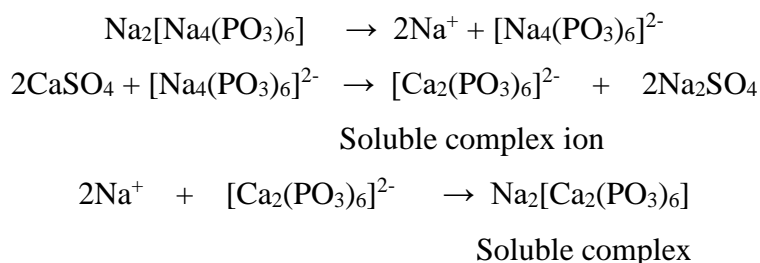 Na₂[Na₄(PO₃)₆] → 2Na⁺ + [Na₄(PO₃)₆]²⁻
2CaSO₄ + [Na₄(PO₃)₆]²⁻ → [Ca₂(PO₃)₆]²⁻ + 2Na₂SO₄
Soluble complex ion
2Na⁺ + [Ca₂(PO₃)₆]²⁻ → Na₂[Ca₂(PO₃)₆]
Soluble complex